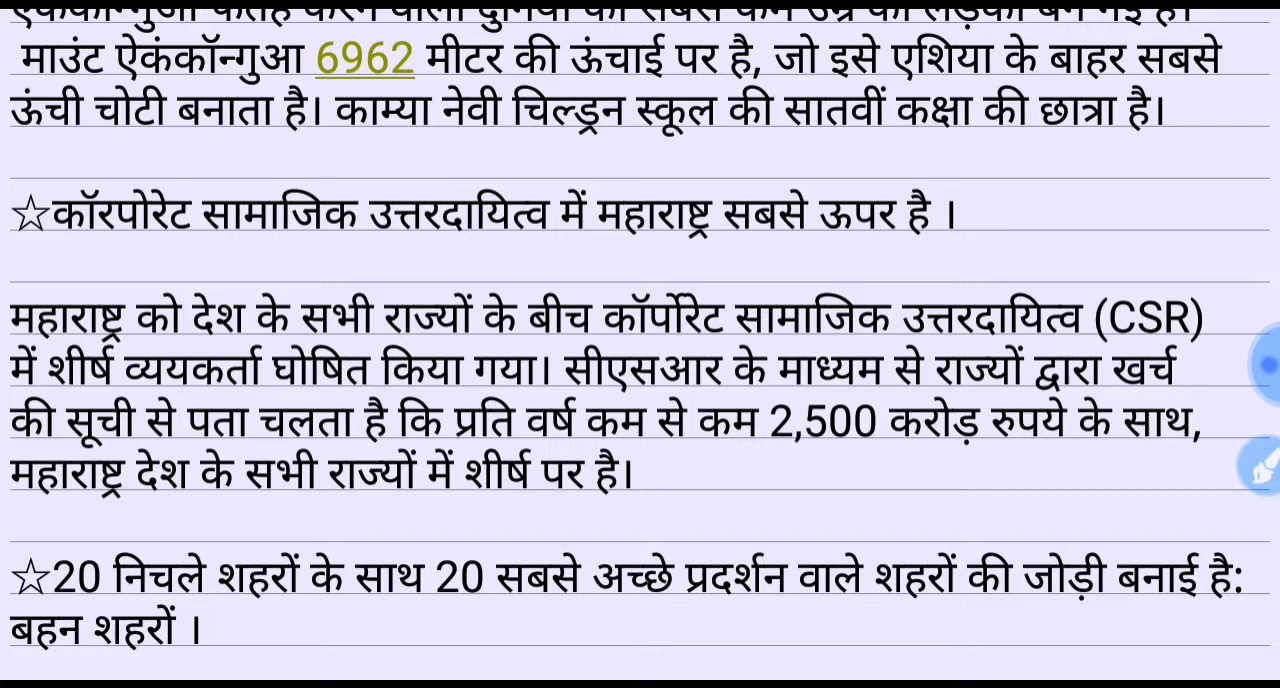 माउंट ऐकंकॉन्गुआ 6962 मीटर की ऊंचाई पर है, जो इसे एशिया के बाहर सबसे
ऊंची चोटी बनाता है। काम्या नेवी चिल्ड्रन स्कूल की सातवीं कक्षा की छात्रा है।
☆कॉरपोरेट सामाजिक उत्तरदायित्व में महाराष्ट्र सबसे ऊपर है ।
महाराष्ट्र को देश के सभी राज्यों के बीच कॉर्पोरेट सामाजिक उत्तरदायित्व (CSR)
में शीर्ष व्ययकर्ता घोषित किया गया। सीएसआर के माध्यम से राज्यों द्वारा खर्च
की सूची से पता चलता है कि प्रति वर्ष कम से कम 2,500 करोड़ रुपये के साथ,
महाराष्ट्र देश के सभी राज्यों में शीर्ष पर है।
☆20 निचले शहरों के साथ 20 सबसे अच्छे प्रदर्शन वाले शहरों की जोड़ी बनाई है:
बहन शहरों ।